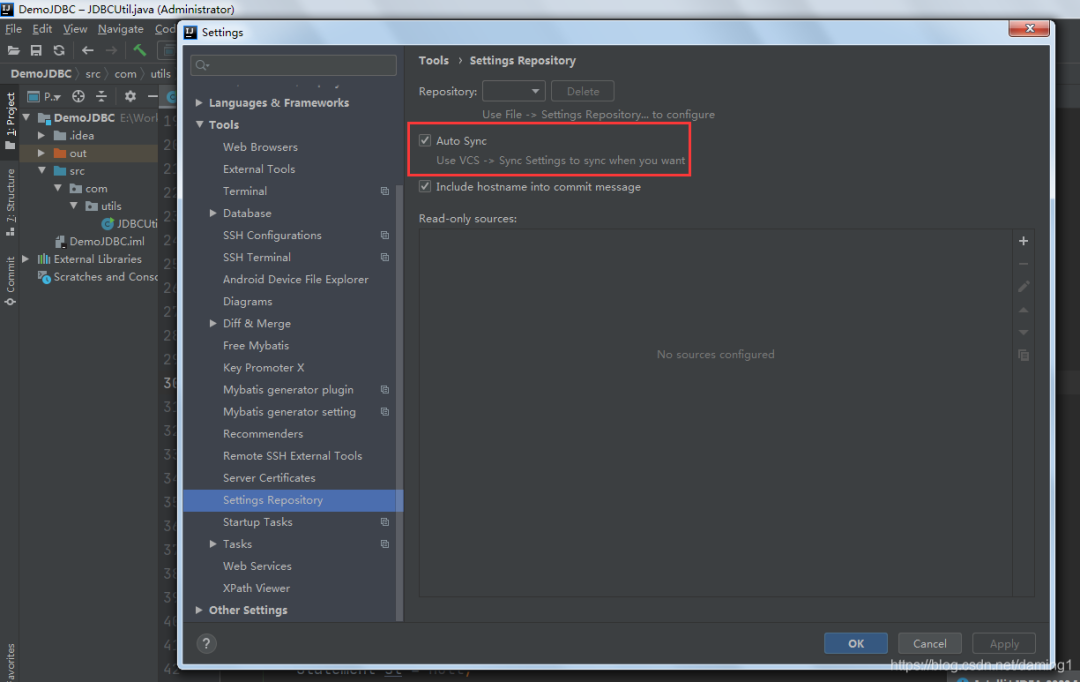 DemoJDBC – JDBCUtil.java (Administrator)
File Edit View Navigate Cod
Settings
DemoJDBC src com utils
1: Project
7: Structure
Commit
avorites
P..
DemoJDBC E:\Work
.idea
out
src
com
utils
JDBCUti
DemoJDBC.iml
External Libraries
Scratches and Consc
Languages & Frameworks
Tools
Web Browsers
External Tools
Terminal
Database
SSH Configurations
SSH Terminal
Android Device File Explorer
Diagrams
Diff & Merge
Free Mybatis
Key Promoter X
Mybatis generator plugin
Mybatis generator setting
Recommenders
Remote SSH External Tools
Server Certificates
Settings Repository
Startup Tasks
Tasks
Web Services
XPath Viewer
Other Settings
Tools › Settings Repository
Repository: Delete
Use File -> Settings Repository... to configure
Auto Sync
Use VCS -> Sync Settings to sync when you want
Include hostname into commit message
Read-only sources:
No sources configured
? OK Cancel Apply
https://blog.csdn.net/daming1